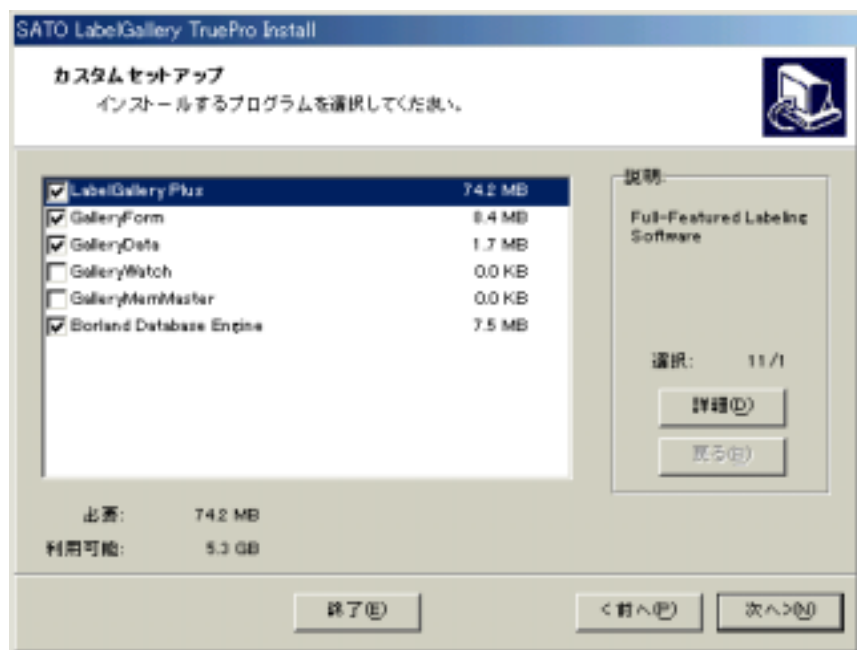 SATO LabelGallery TruePro Install
カスタムセットアップ
インストールするプログラムを選択してください。
LabelGallery Plus 74.2 MB
GalleryForm 8.4 MB
GalleryData 1.7 MB
GalleryWatch 0.0 KB
GalleryMemMaster 0.0 KB
Borland Database Engine 7.5 MB
説明:
Full-Featured Labeling
Software
選択: 11/1
詳細(D)
戻る(B)
必要: 74.2 MB
利用可能: 5.3 GB
終了(E)
<前へ(P)
次へ>(N)